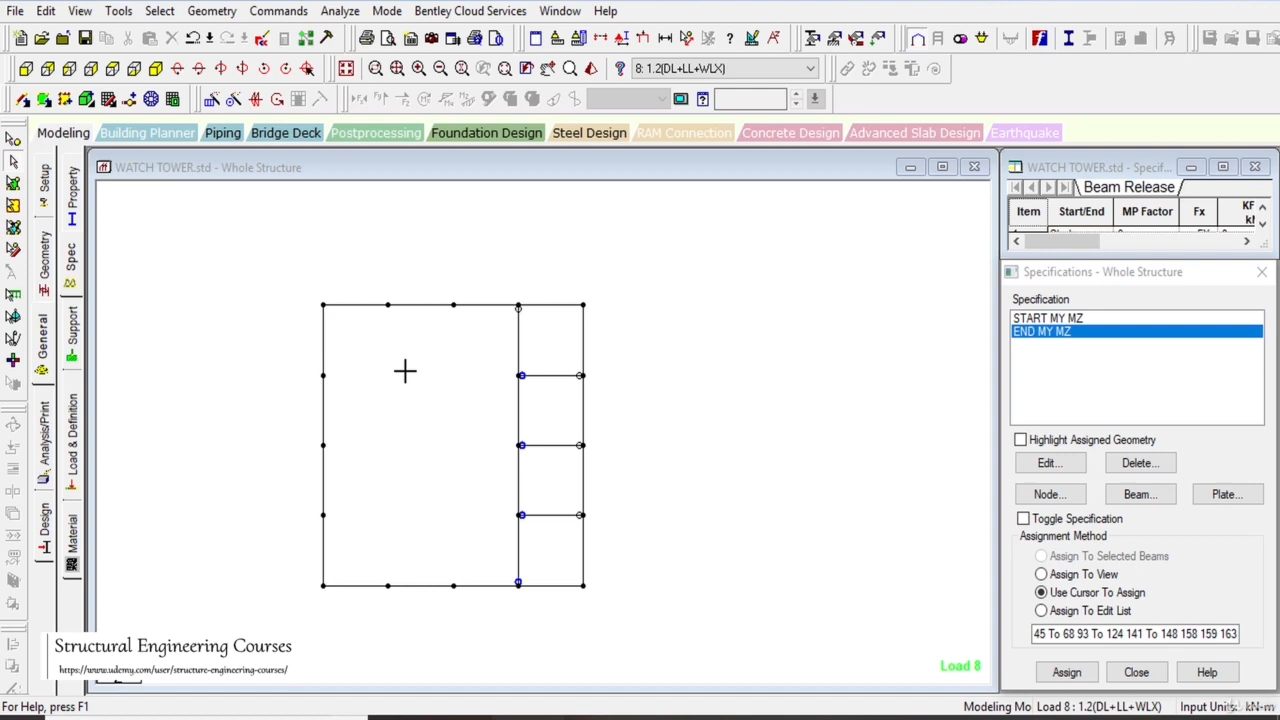 File Edit View Tools Select Geometry Commands Analyze Mode Bentley Cloud Services Window Help
8: 1.2(DL+LL+WLX)
Modeling Building Planner Piping Bridge Deck Postprocessing Foundation Design Steel Design RAM Connection Concrete Design Advanced Slab Design Earthquake
Setup
Geometry
General
Analysis/Print
Design
Property
Spec
Support
Load & Definition
Material
WATCH TOWER.std - Whole Structure
Load 8
Structural Engineering Courses
https://www.udemy.com/user/structure-engineering-courses/
WATCH TOWER.std - Specif...
Beam Release
Item Start/End MP Factor Fx KF
Specifications - Whole Structure
Specification
START MY MZ
END MY MZ
Highlight Assigned Geometry
Edit... Delete...
Node... Beam... Plate...
Toggle Specification
Assignment Method
Assign To Selected Beams
Assign To View
Use Cursor To Assign
Assign To Edit List
45 To 68 93 To 124 141 To 148 158 159 163
Assign Close Help
For Help, press F1
Modeling Mo Load 8 : 1.2(DL+LL+WLX) Input Units: kN-m